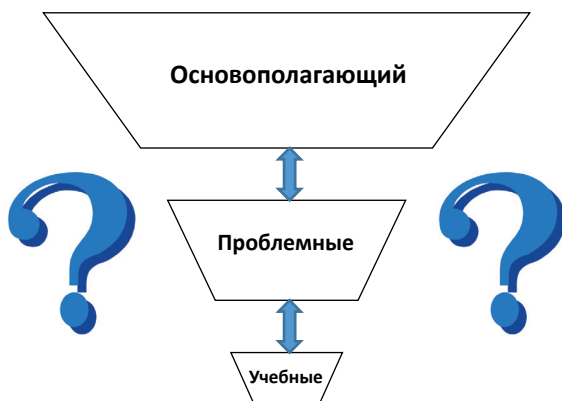 Основополагающий
Проблемные
Учебные